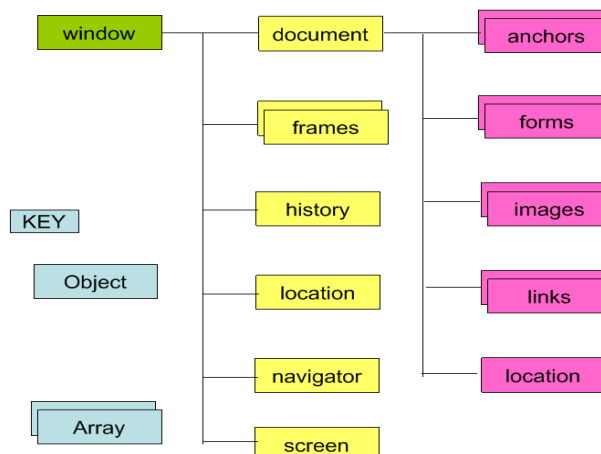 window
document
anchors
frames
forms
history
images
KEY
Object
location
links
navigator
location
Array
screen